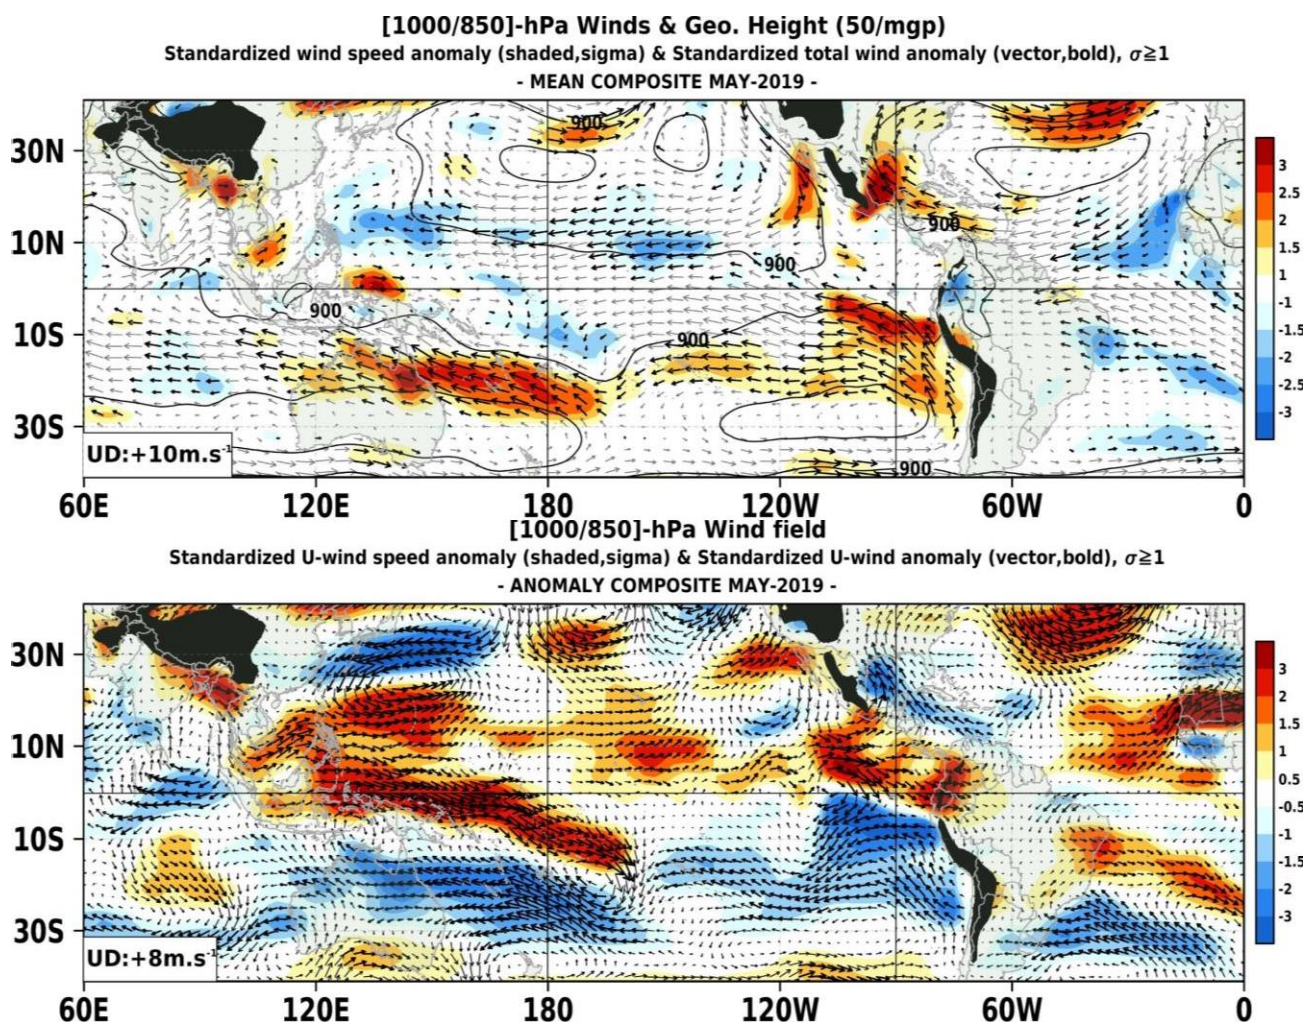 [1000/850]-hPa Winds & Geo. Height (50/mgp)
Standardized wind speed anomaly (shaded,sigma) & Standardized total wind anomaly (vector,bold), σ≧1
- MEAN COMPOSITE MAY-2019 -
900
30N
900
10N
900
900
900
10S
30S
900
UD:+10m.s⁻¹
3
2.5
2
1.5
1
-1
-1.5
-2
-2.5
-3
60E 120E 180 120W 60W 0
[1000/850]-hPa Wind field
Standardized U-wind speed anomaly (shaded,sigma) & Standardized U-wind anomaly (vector,bold), σ≧1
- ANOMALY COMPOSITE MAY-2019 -
30N
10N
10S
30S
UD:+8m.s⁻¹
3
2
1.5
1
0.5
-0.5
-1
-1.5
-2
-3
60E 120E 180 120W 60W 0